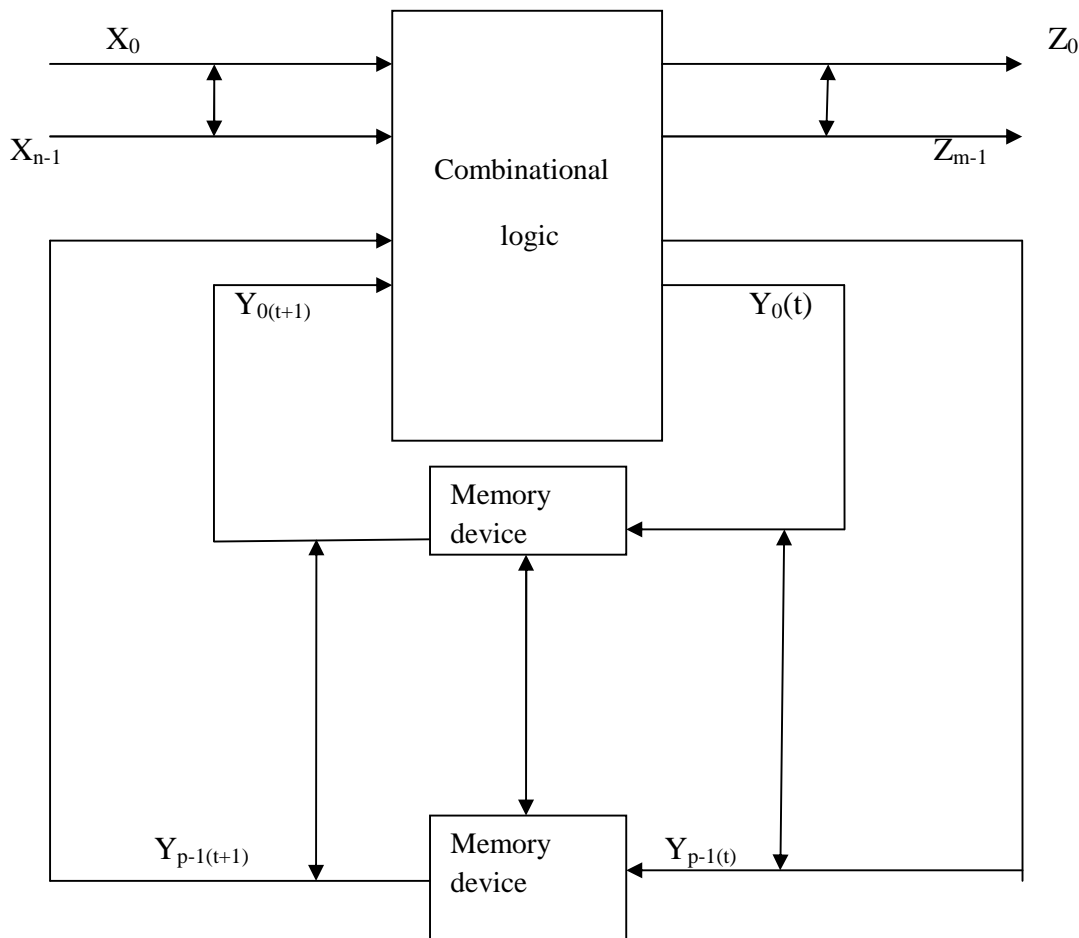 X₀
Z₀
Xₙ₋₁
Zₘ₋₁
Combinational
logic
Y₀₍ₜ₊₁₎
Y₀(t)
Memory
device
Yₚ₋₁₍ₜ₊₁₎
Memory
device
Yₚ₋₁₍ₜ₎